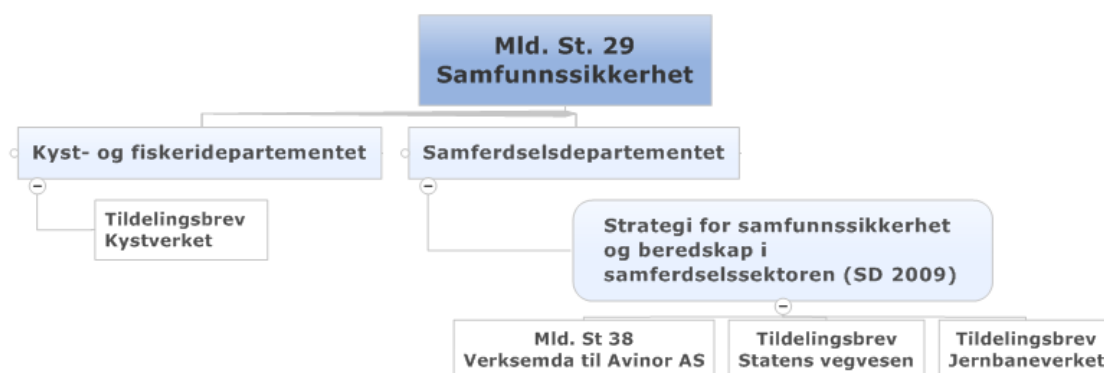 Mld. St. 29
Samfunnssikkerhet
Kyst- og fiskeridepartementet
Samferdselsdepartementet
Tildelingsbrev
Kystverket
Strategi for samfunnssikkerhet
og beredskap i
samferdselssektoren (SD 2009)
Mld. St 38
Verksemda til Avinor AS
Tildelingsbrev
Statens vegvesen
Tildelingsbrev
Jernbaneverket